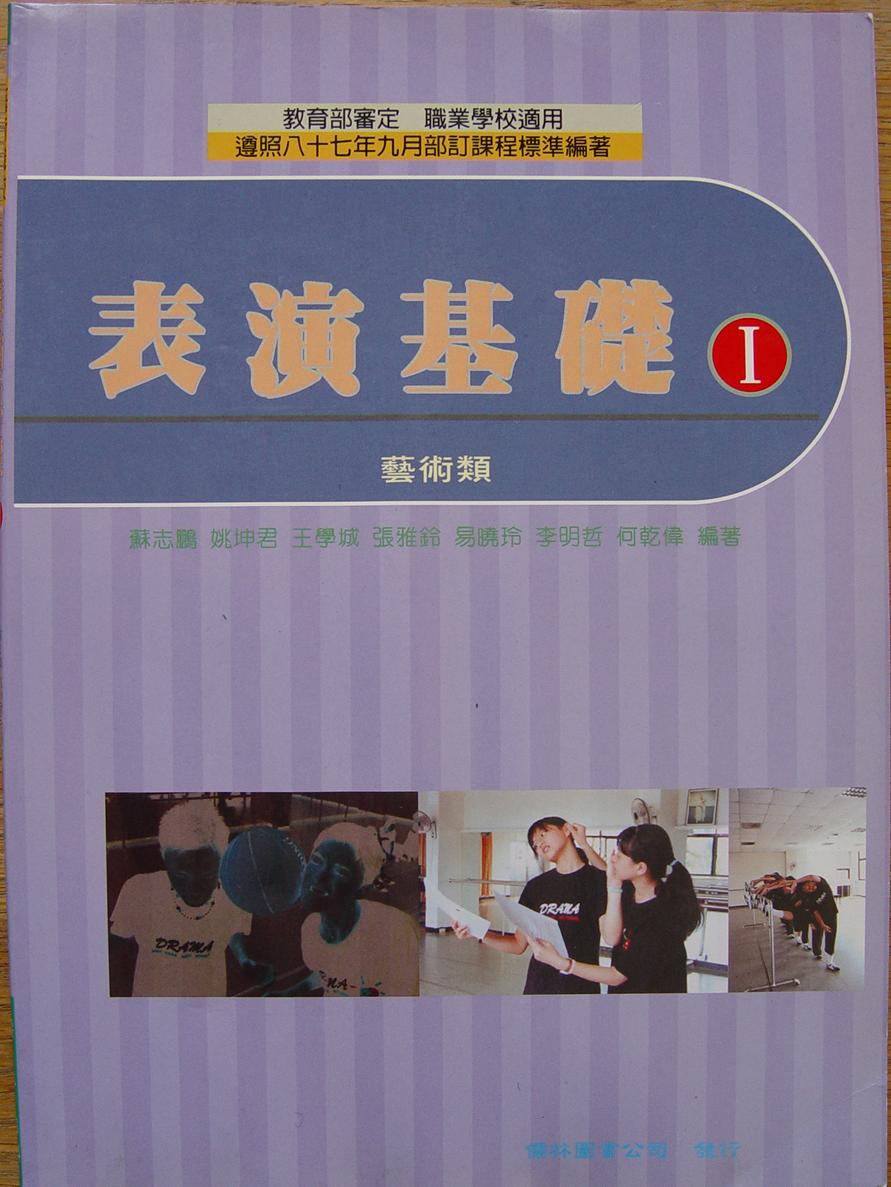 教育部審定 職業學校適用
遵照八十七年九月部訂課程標準編著
表演基礎 I
藝術類
蘇志鵬 姚坤君 王學城 張雅鈴 易曉玲 李明哲 何乾偉 編著
DRAMA
DRAMA
儒林圖書公司 發行